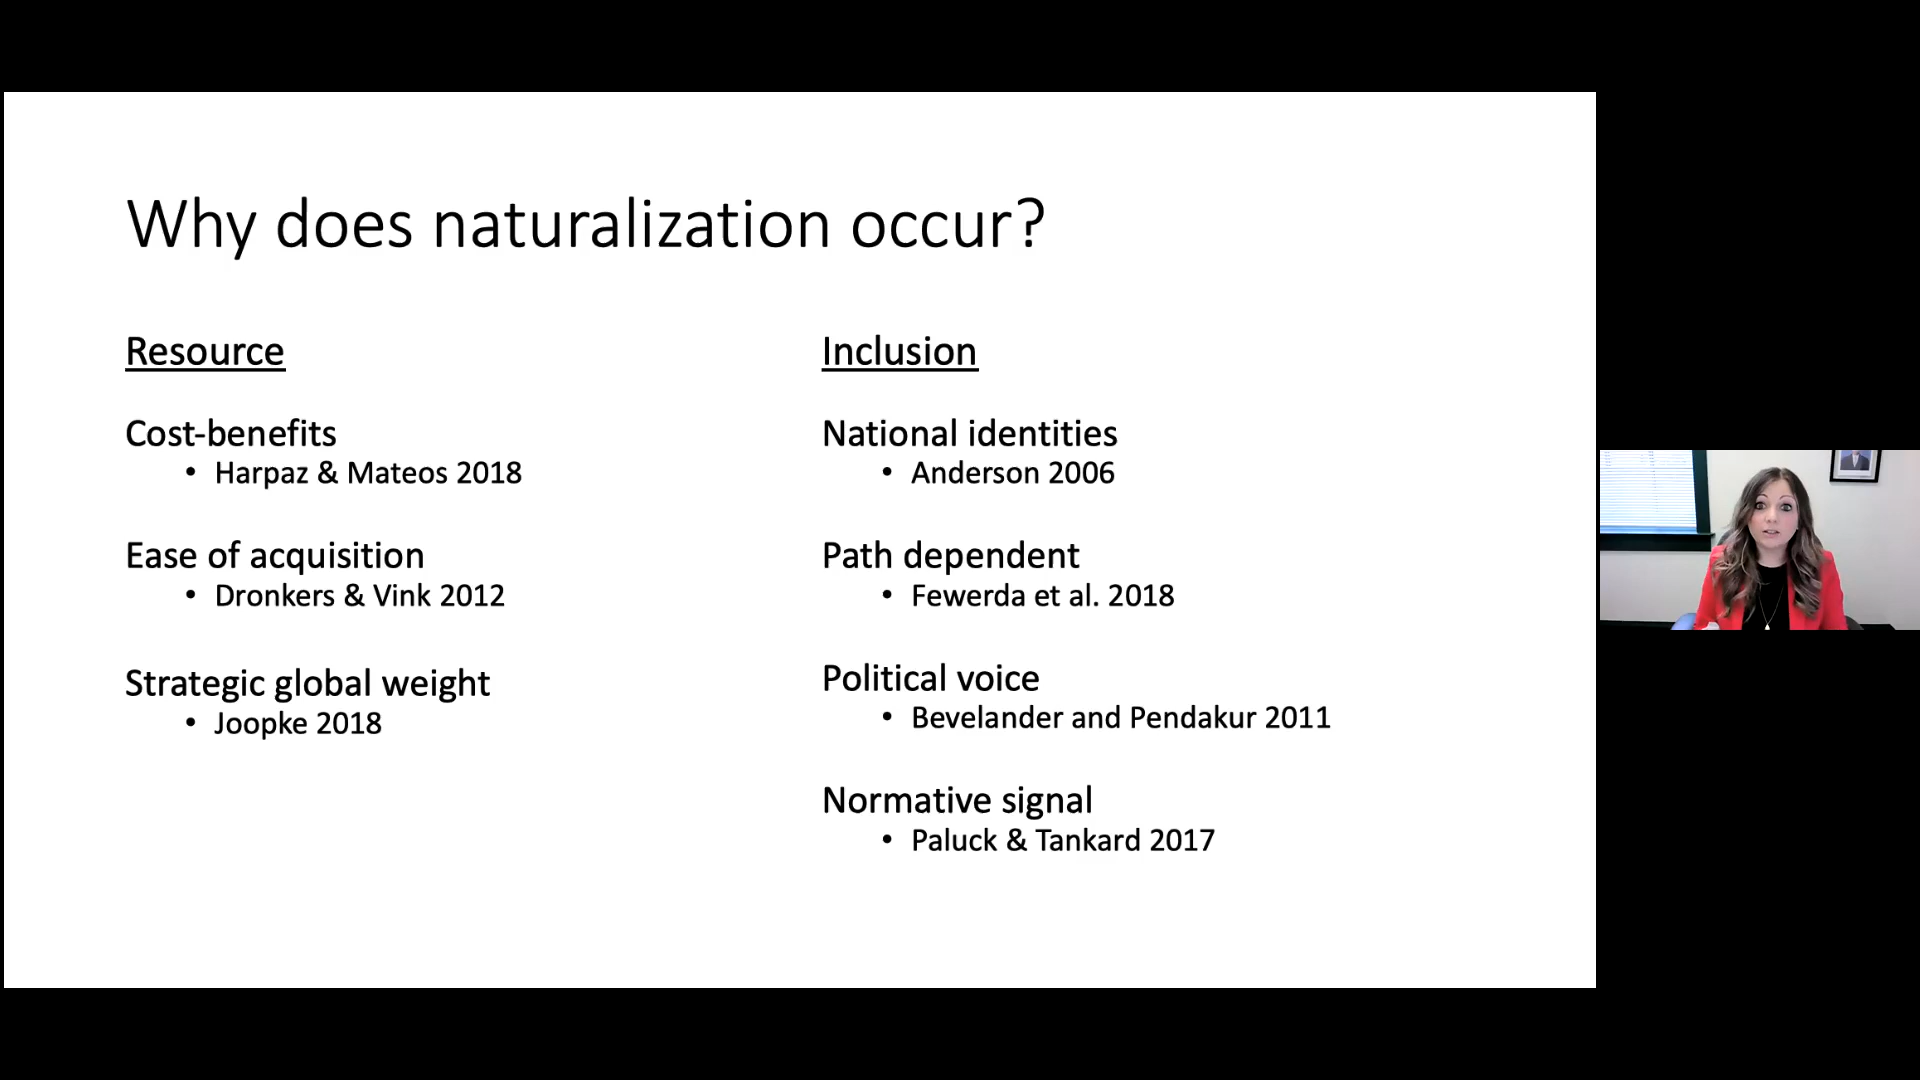 Why does naturalization occur?
Resource
Cost-benefits
• Harpaz & Mateos 2018
Ease of acquisition
• Dronkers & Vink 2012
Strategic global weight
• Joopke 2018
Inclusion
National identities
• Anderson 2006
Path dependent
• Fewerda et al. 2018
Political voice
• Bevelander and Pendakur 2011
Normative signal
• Paluck & Tankard 2017